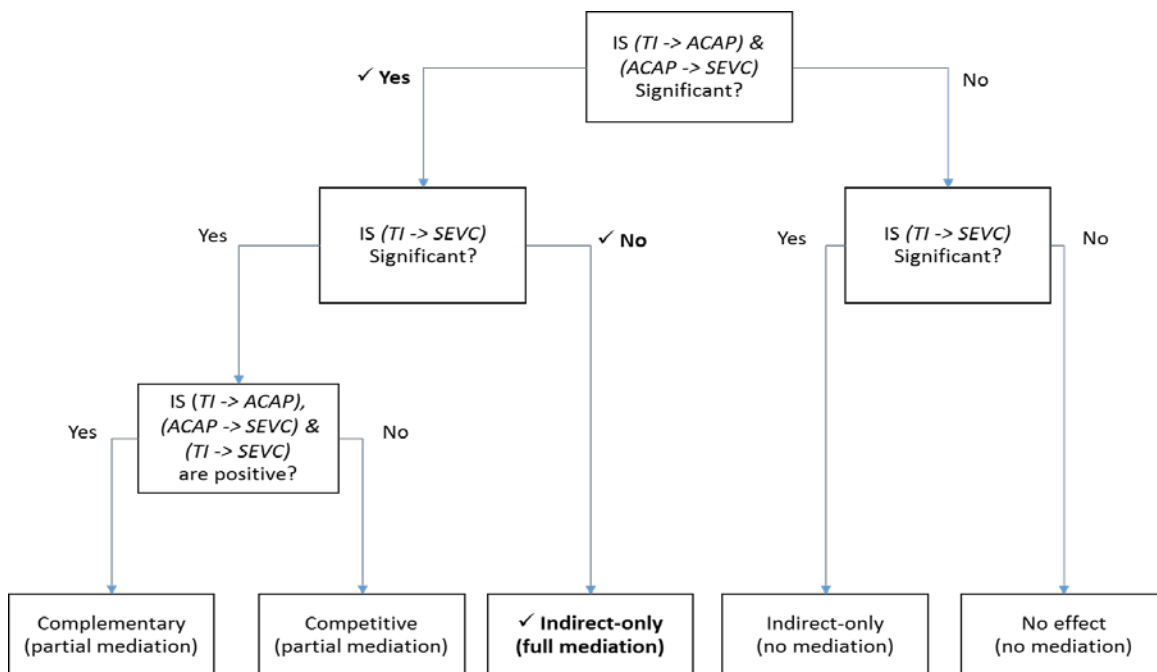 IS (TI -> ACAP) &
(ACAP -> SEVC)
Significant?
✓ Yes
No
IS (TI -> SEVC)
Significant?
Yes
✓ No
IS (TI -> SEVC)
Significant?
Yes
No
IS (TI -> ACAP),
(ACAP -> SEVC) &
(TI -> SEVC)
are positive?
Yes
No
Complementary
(partial mediation)
Competitive
(partial mediation)
✓ Indirect-only
(full mediation)
Indirect-only
(no mediation)
No effect
(no mediation)